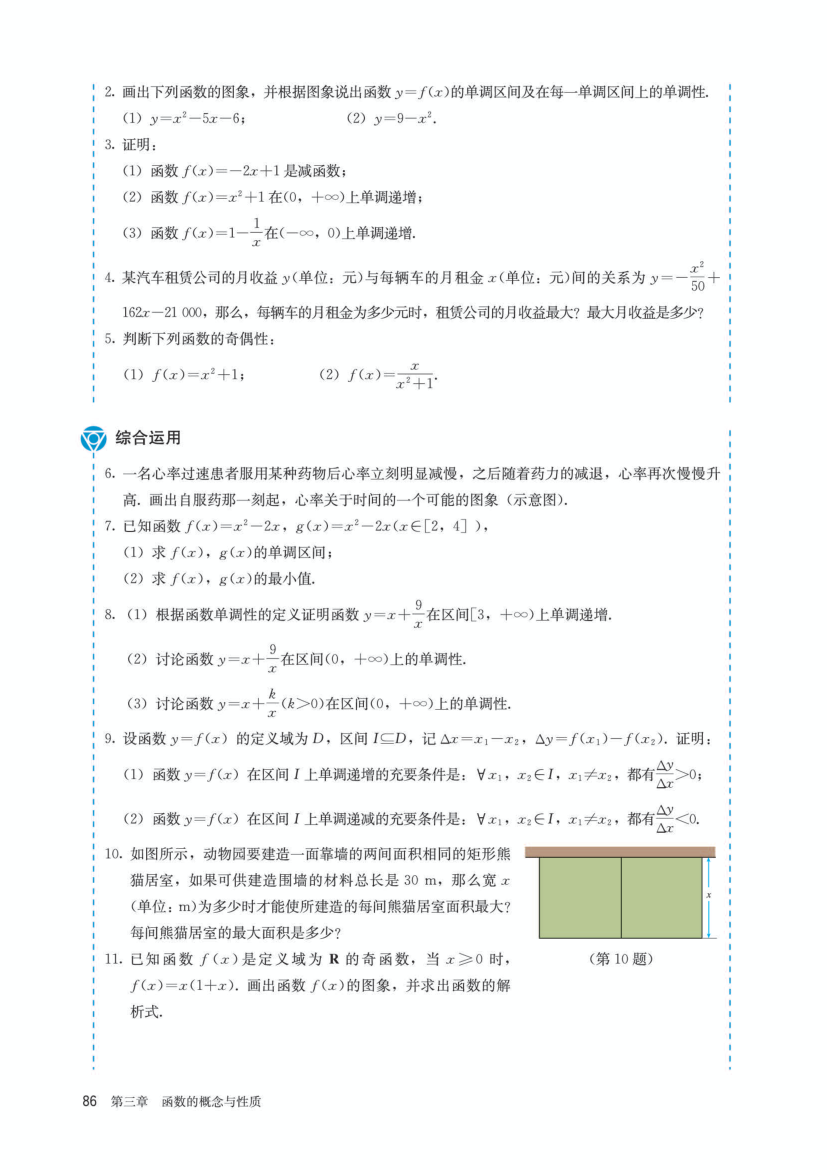 2. 画出下列函数的图象，并根据图象说出函数 y=f(x)的单调区间及在每一单调区间上的单调性.
(1) y=x²-5x-6； (2) y=9-x².
3. 证明：
(1) 函数 f(x)=-2x+1 是减函数；
(2) 函数 f(x)=x²+1 在(0，+∞)上单调递增；
(3) 函数 f(x)=1-1/x 在(-∞，0)上单调递增.
4. 某汽车租赁公司的月收益 y(单位：元)与每辆车的月租金 x(单位：元)间的关系为 y=-x²/50+
162x-21 000，那么，每辆车的月租金为多少元时，租赁公司的月收益最大？最大月收益是多少？
5. 判断下列函数的奇偶性：
(1) f(x)=x²+1； (2) f(x)=x/(x²+1).
综合运用
6. 一名心率过速患者服用某种药物后心率立刻明显减慢，之后随着药力的减退，心率再次慢慢升
高. 画出自服药那一刻起，心率关于时间的一个可能的图象（示意图）.
7. 已知函数 f(x)=x²-2x，g(x)=x²-2x(x∈[2，4])，
(1) 求 f(x)，g(x)的单调区间；
(2) 求 f(x)，g(x)的最小值.
8. (1) 根据函数单调性的定义证明函数 y=x+9/x 在区间[3，+∞)上单调递增.
(2) 讨论函数 y=x+9/x 在区间(0，+∞)上的单调性.
(3) 讨论函数 y=x+k/x (k>0)在区间(0，+∞)上的单调性.
9. 设函数 y=f(x) 的定义域为 D，区间 I⊆D，记 Δx=x₁-x₂，Δy=f(x₁)-f(x₂). 证明：
(1) 函数 y=f(x) 在区间 I 上单调递增的充要条件是：∀x₁，x₂∈I，x₁≠x₂，都有Δy/Δx>0；
(2) 函数 y=f(x) 在区间 I 上单调递减的充要条件是：∀x₁，x₂∈I，x₁≠x₂，都有Δy/Δx<0.
10. 如图所示，动物园要建造一面靠墙的两间面积相同的矩形熊
猫居室，如果可供建造围墙的材料总长是 30 m，那么宽 x
(单位：m)为多少时才能使所建造的每间熊猫居室面积最大？
每间熊猫居室的最大面积是多少？
x
（第 10 题）
11. 已知函数 f(x)是定义域为 R 的奇函数，当 x⩾0 时，
f(x)=x(1+x). 画出函数 f(x)的图象，并求出函数的解
析式.
86 第三章 函数的概念与性质